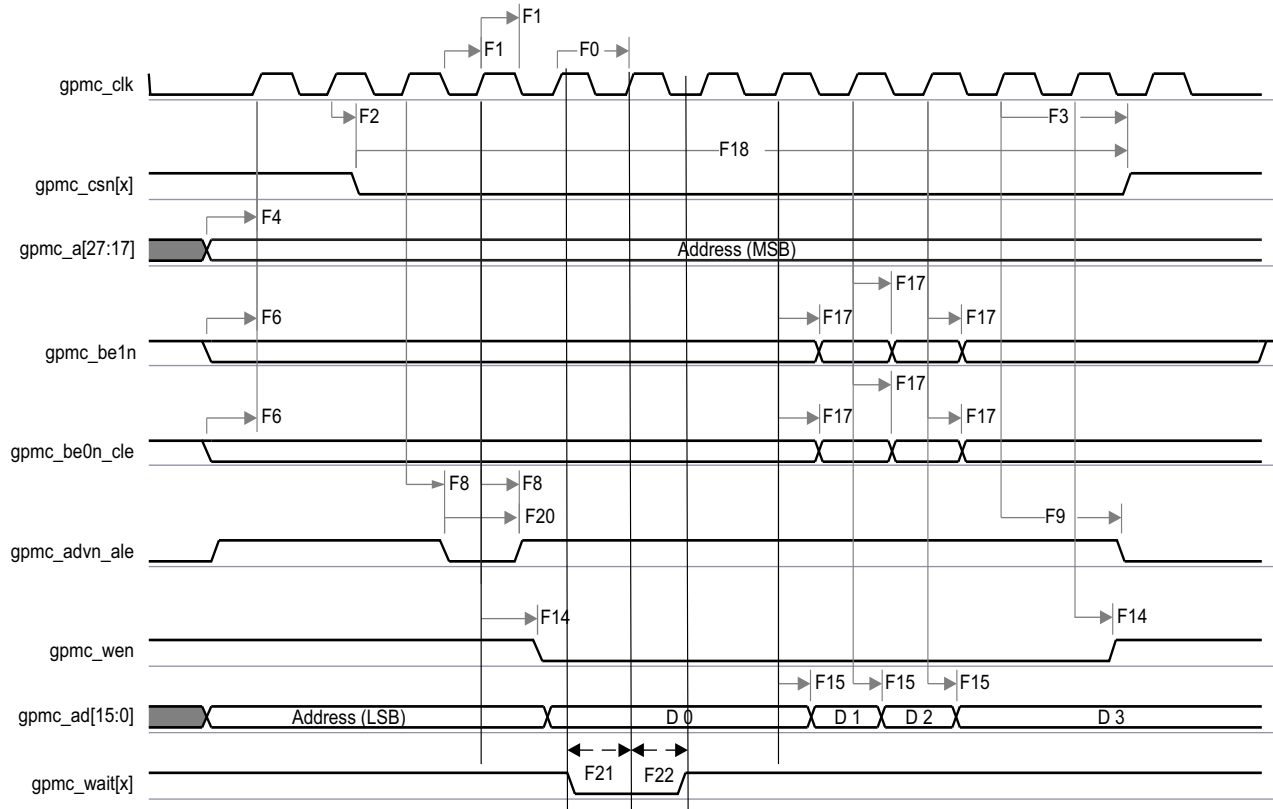 F1
F1
F0
gpmc_clk
F2
F3
F18
gpmc_csn[x]
F4
gpmc_a[27:17]
Address (MSB)
F17
F6
F17
F17
gpmc_be1n
F17
F6
F17
F17
gpmc_be0n_cle
F8
F8
F20
F9
gpmc_advn_ale
F14
F14
gpmc_wen
F15
F15
F15
gpmc_ad[15:0]
Address (LSB)
D 0
D 1
D 2
D 3
F21
F22
gpmc_wait[x]